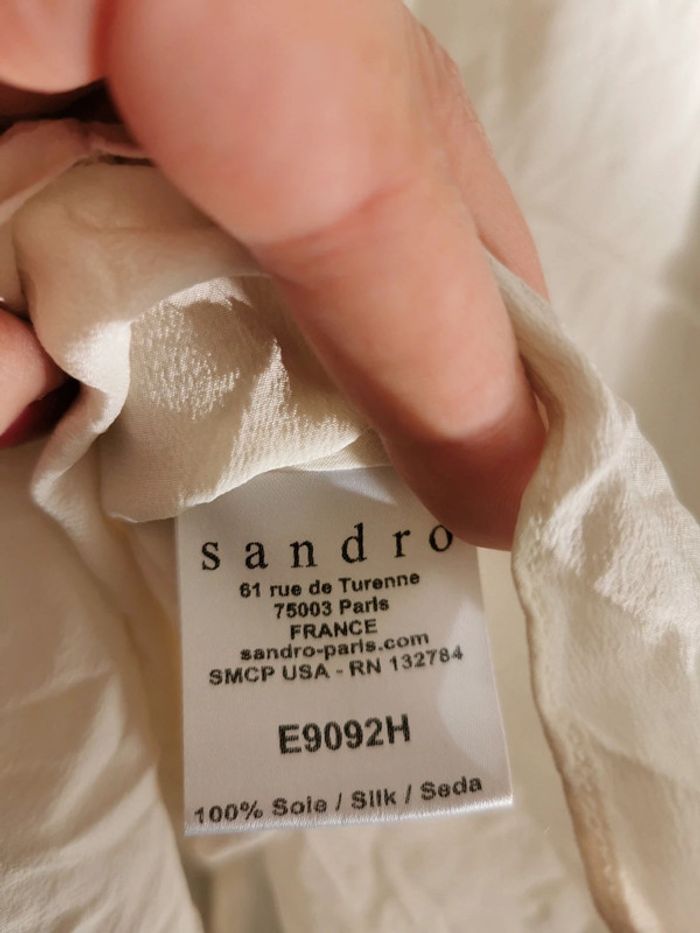 sandro
61 rue de Turenne
75003 Paris
FRANCE
sandro-paris.com
SMCP USA - RN 132784
E9092H
100% Soie / Silk / Seda